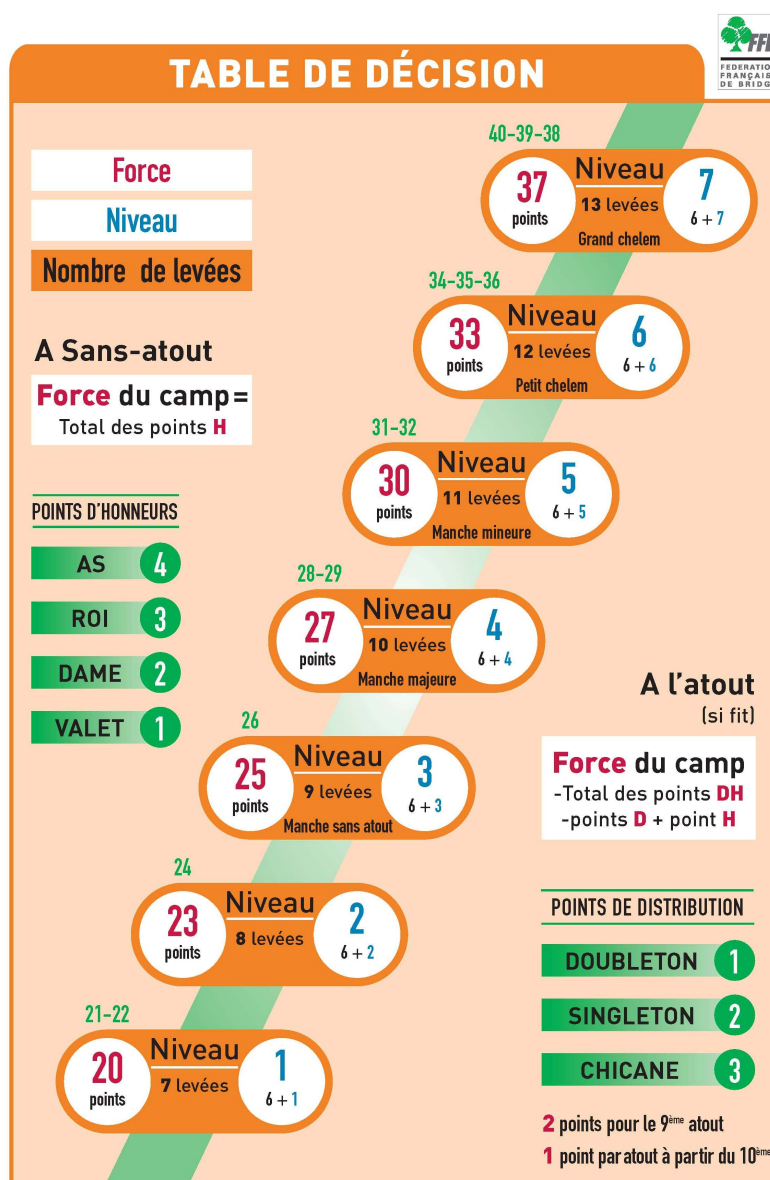 FFB
FEDERATION
FRANÇAISE
DE BRIDGE
TABLE DE DÉCISION
Force
Niveau
Nombre de levées
40-39-38
37
points
Niveau
13 levées
Grand chelem
7
6 + 7
34-35-36
33
points
Niveau
12 levées
Petit chelem
6
6 + 6
A Sans-atout
Force du camp =
Total des points H
31-32
30
points
Niveau
11 levées
Manche mineure
5
6 + 5
POINTS D'HONNEURS
AS 4
ROI 3
DAME 2
VALET 1
28-29
27
points
Niveau
10 levées
Manche majeure
4
6 + 4
A l'atout
(si fit)
Force du camp
-Total des points DH
-points D + point H
26
25
points
Niveau
9 levées
Manche sans atout
3
6 + 3
24
23
points
Niveau
8 levées
2
6 + 2
POINTS DE DISTRIBUTION
DOUBLETON 1
SINGLETON 2
CHICANE 3
21-22
20
points
Niveau
7 levées
1
6 + 1
2 points pour le 9ème atout
1 point par atout à partir du 10ème